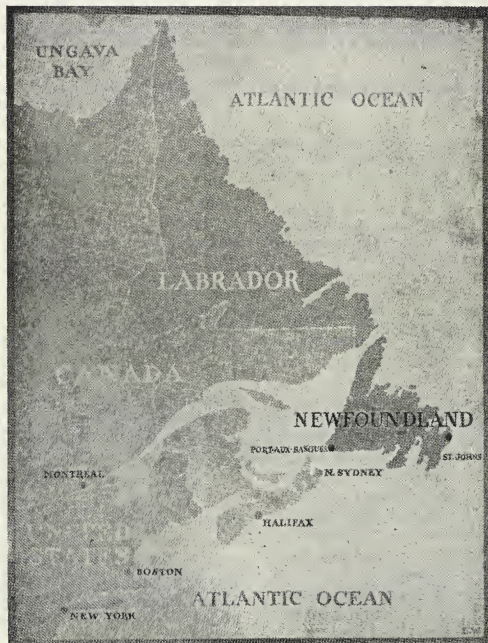 UNGAVA
BAY
ATLANTIC OCEAN
LABRADOR
CANADA
NEWFOUNDLAND
PORT-AUX-BASQUES
ST. JOHNS
MONTREAL
N. SYDNEY
HALIFAX
STATES
BOSTON
ATLANTIC OCEAN
NEW YORK